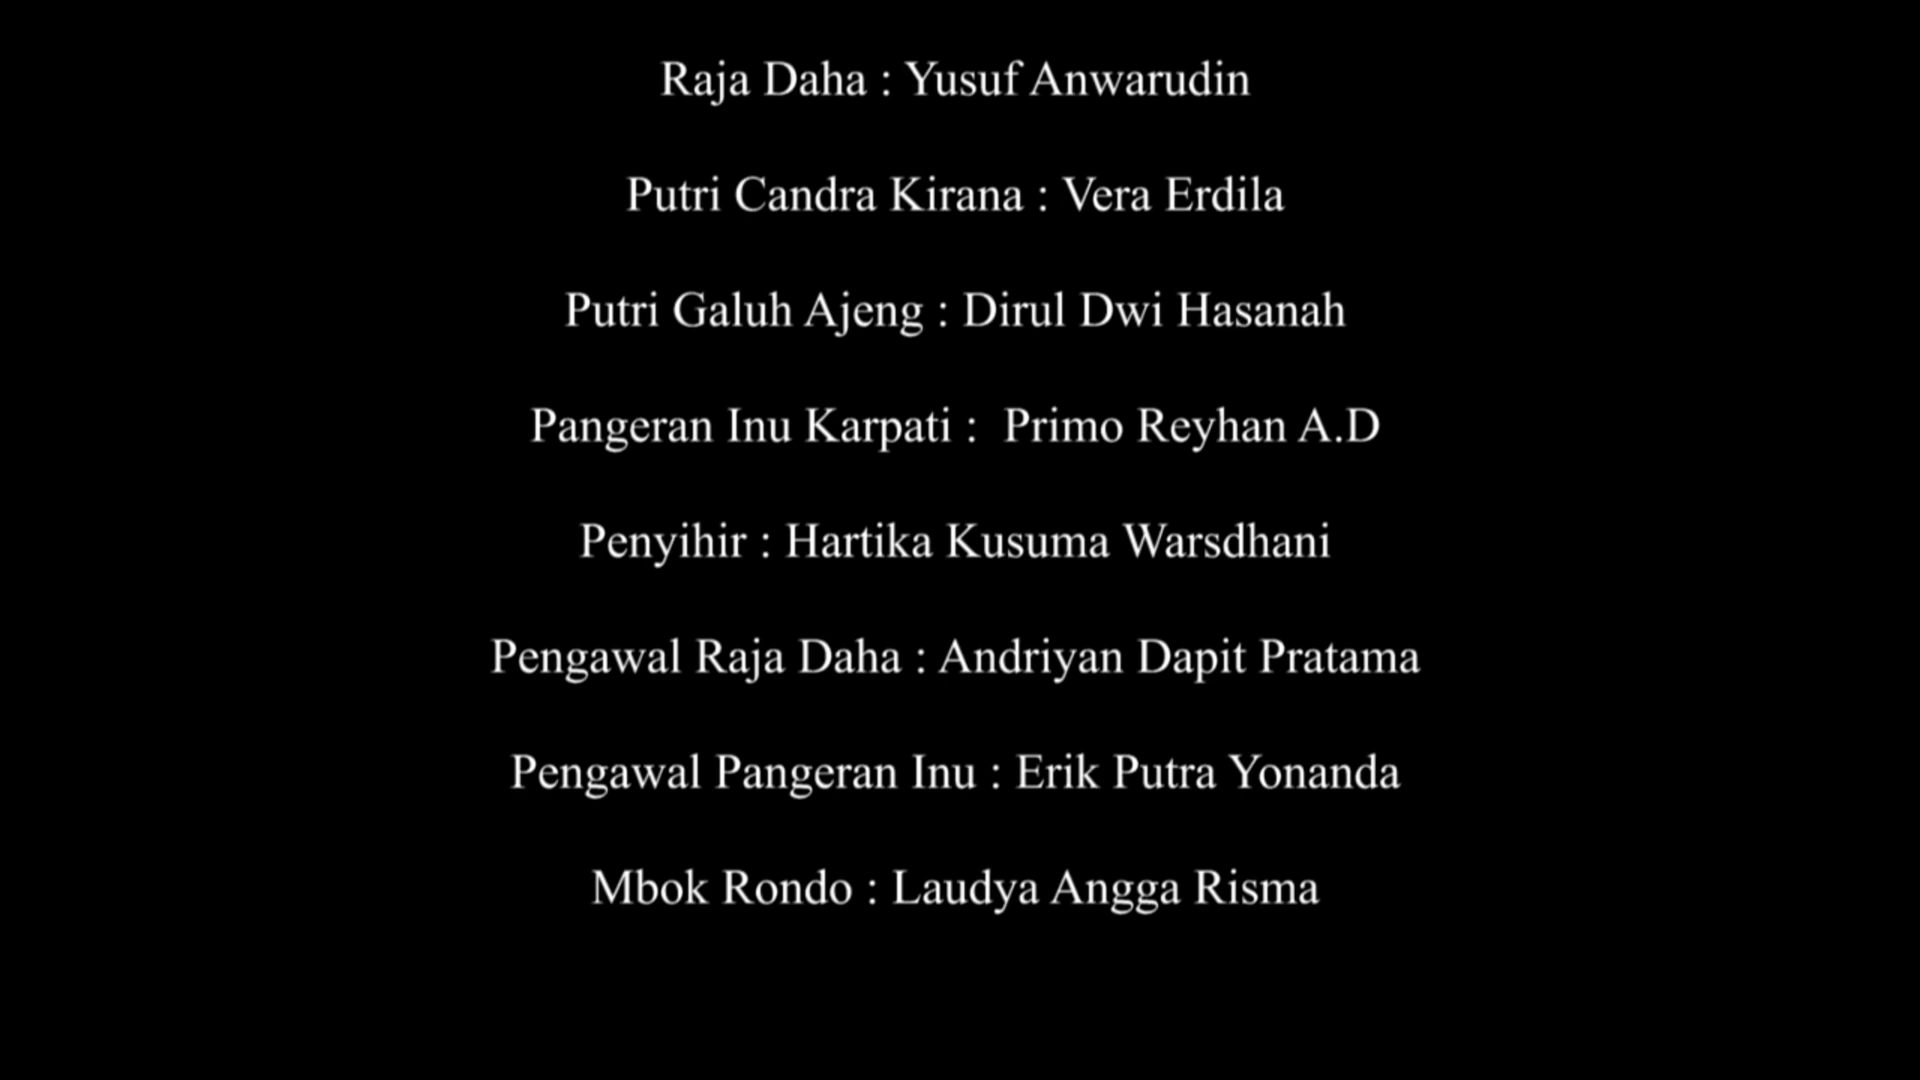 Raja Daha : Yusuf Anwarudin
Putri Candra Kirana : Vera Erdila
Putri Galuh Ajeng : Dirul Dwi Hasanah
Pangeran Inu Karpati :  Primo Reyhan A.D
Penyihir : Hartika Kusuma Warsdhani
Pengawal Raja Daha : Andriyan Dapit Pratama
Pengawal Pangeran Inu : Erik Putra Yonanda
Mbok Rondo : Laudya Angga Risma